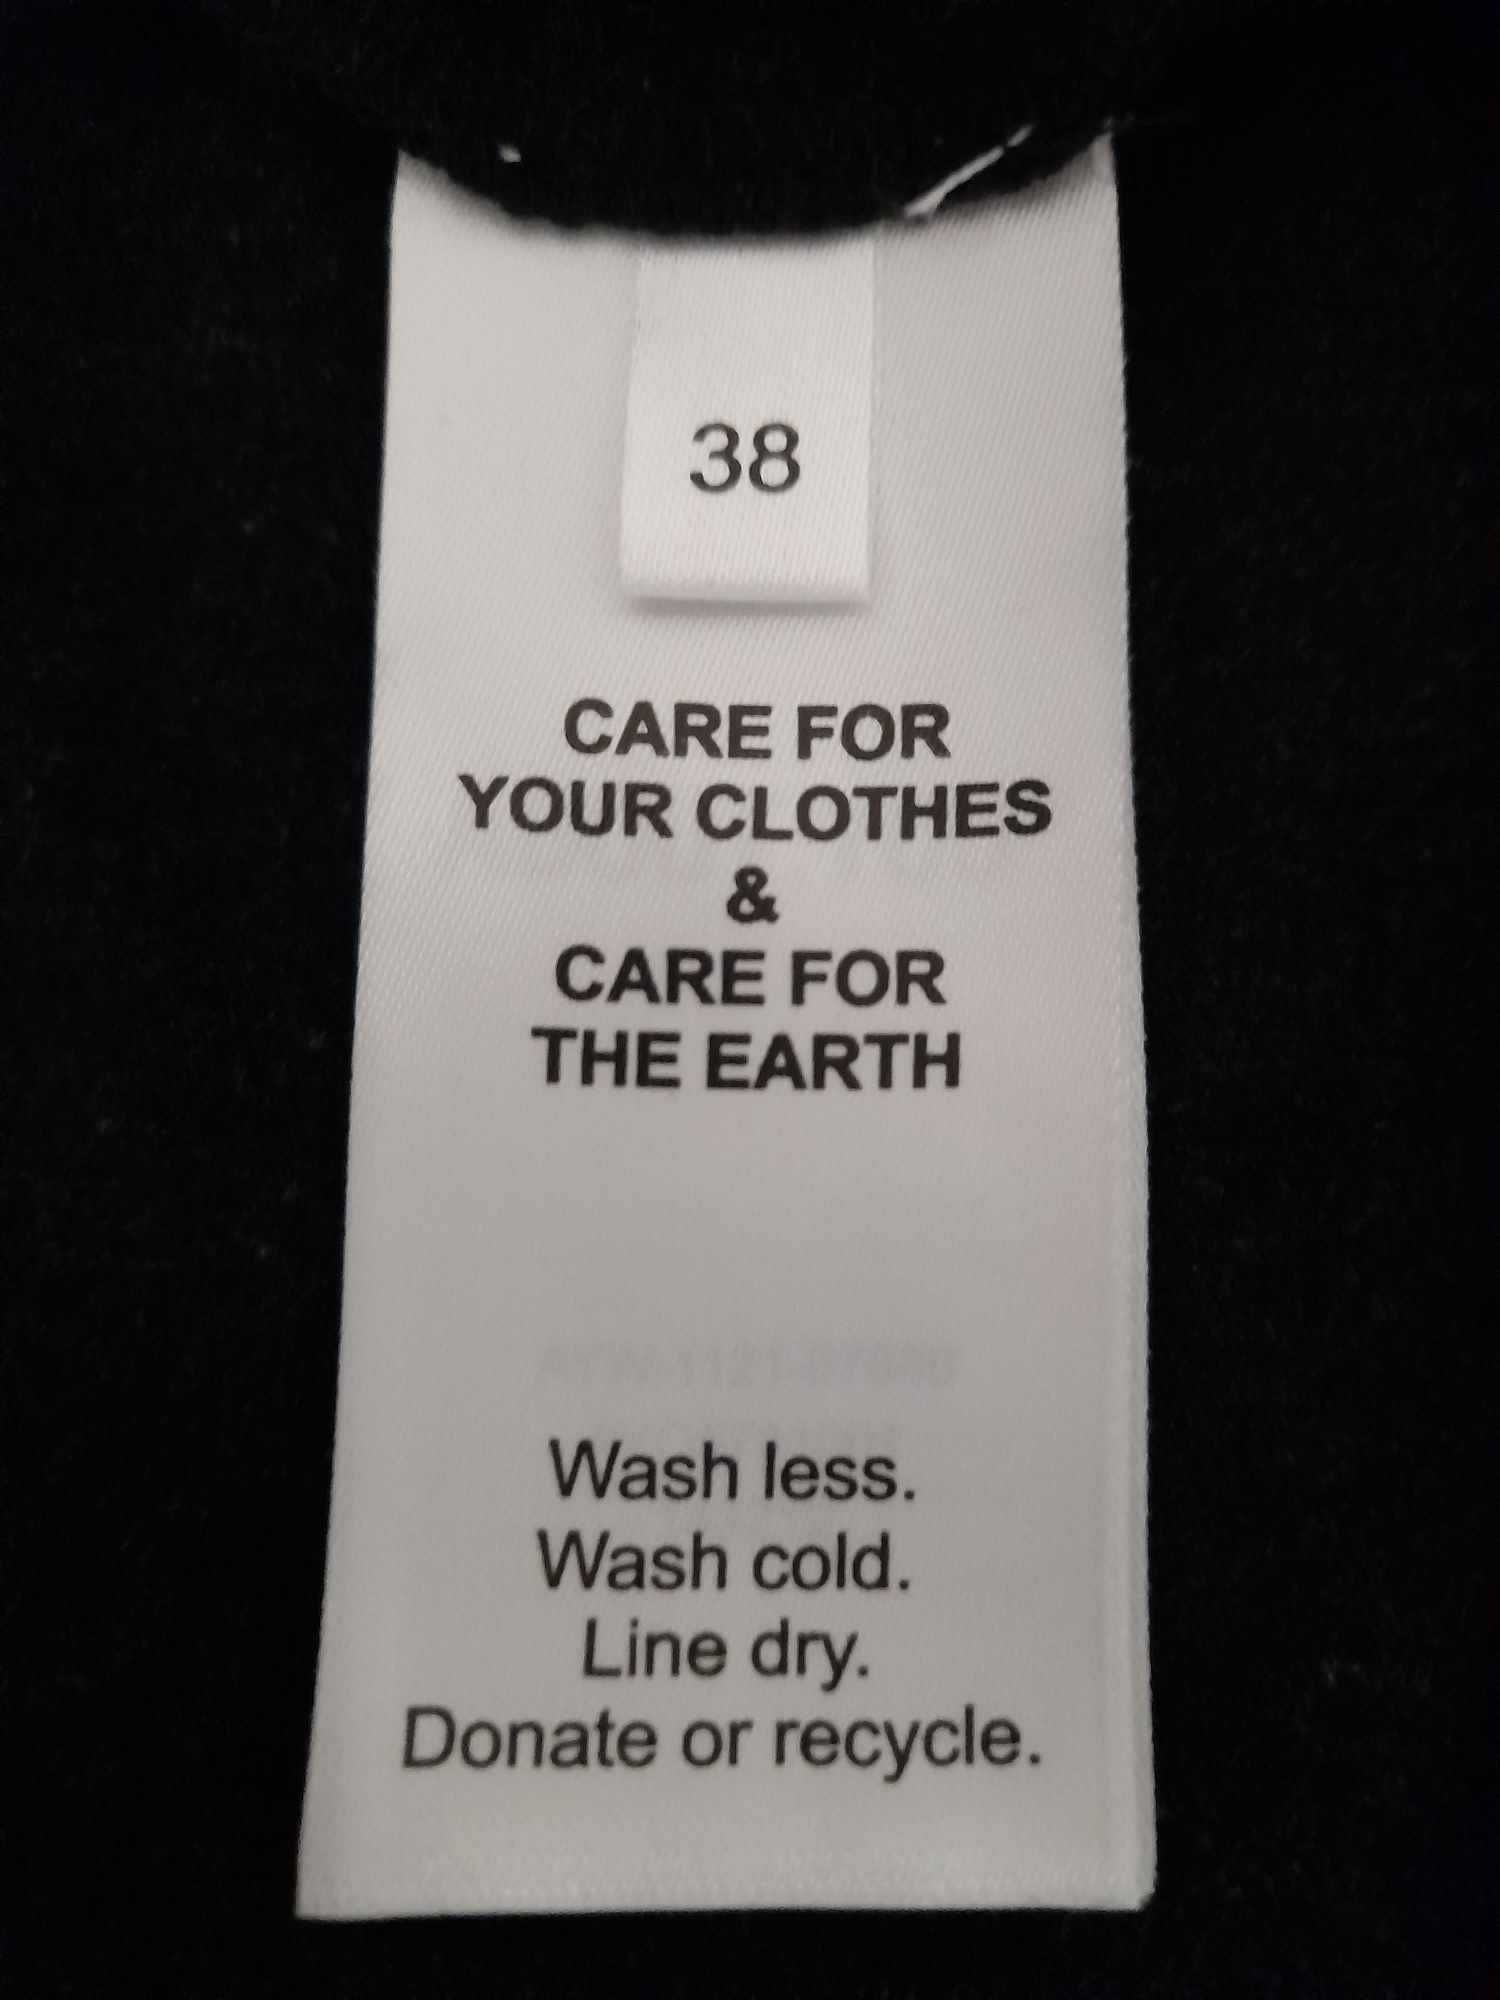 38
CARE FOR
YOUR CLOTHES
&
CARE FOR
THE EARTH
Wash less.
Wash cold.
Line dry.
Donate or recycle.